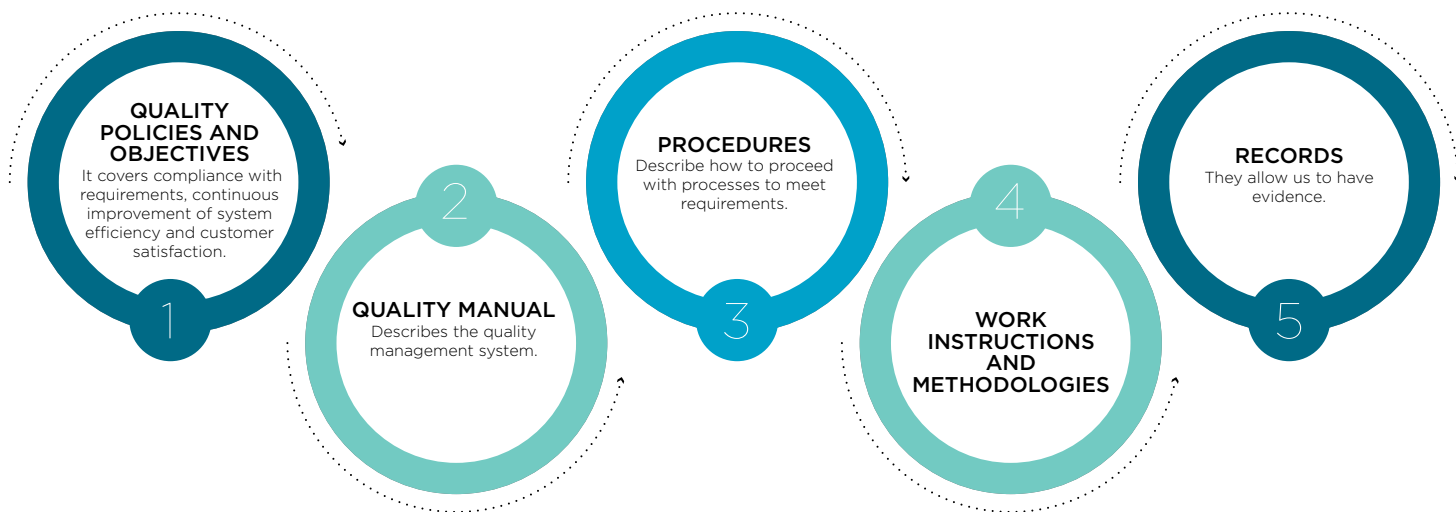 QUALITY
POLICIES AND
OBJECTIVES
It covers compliance with
requirements, continuous
improvement of system
efficiency and customer
satisfaction.
1
2
QUALITY MANUAL
Describes the quality
management system.
PROCEDURES
Describe how to proceed
with processes to meet
requirements.
3
4
WORK
INSTRUCTIONS
AND
METHODOLOGIES
RECORDS
They allow us to have
evidence.
5